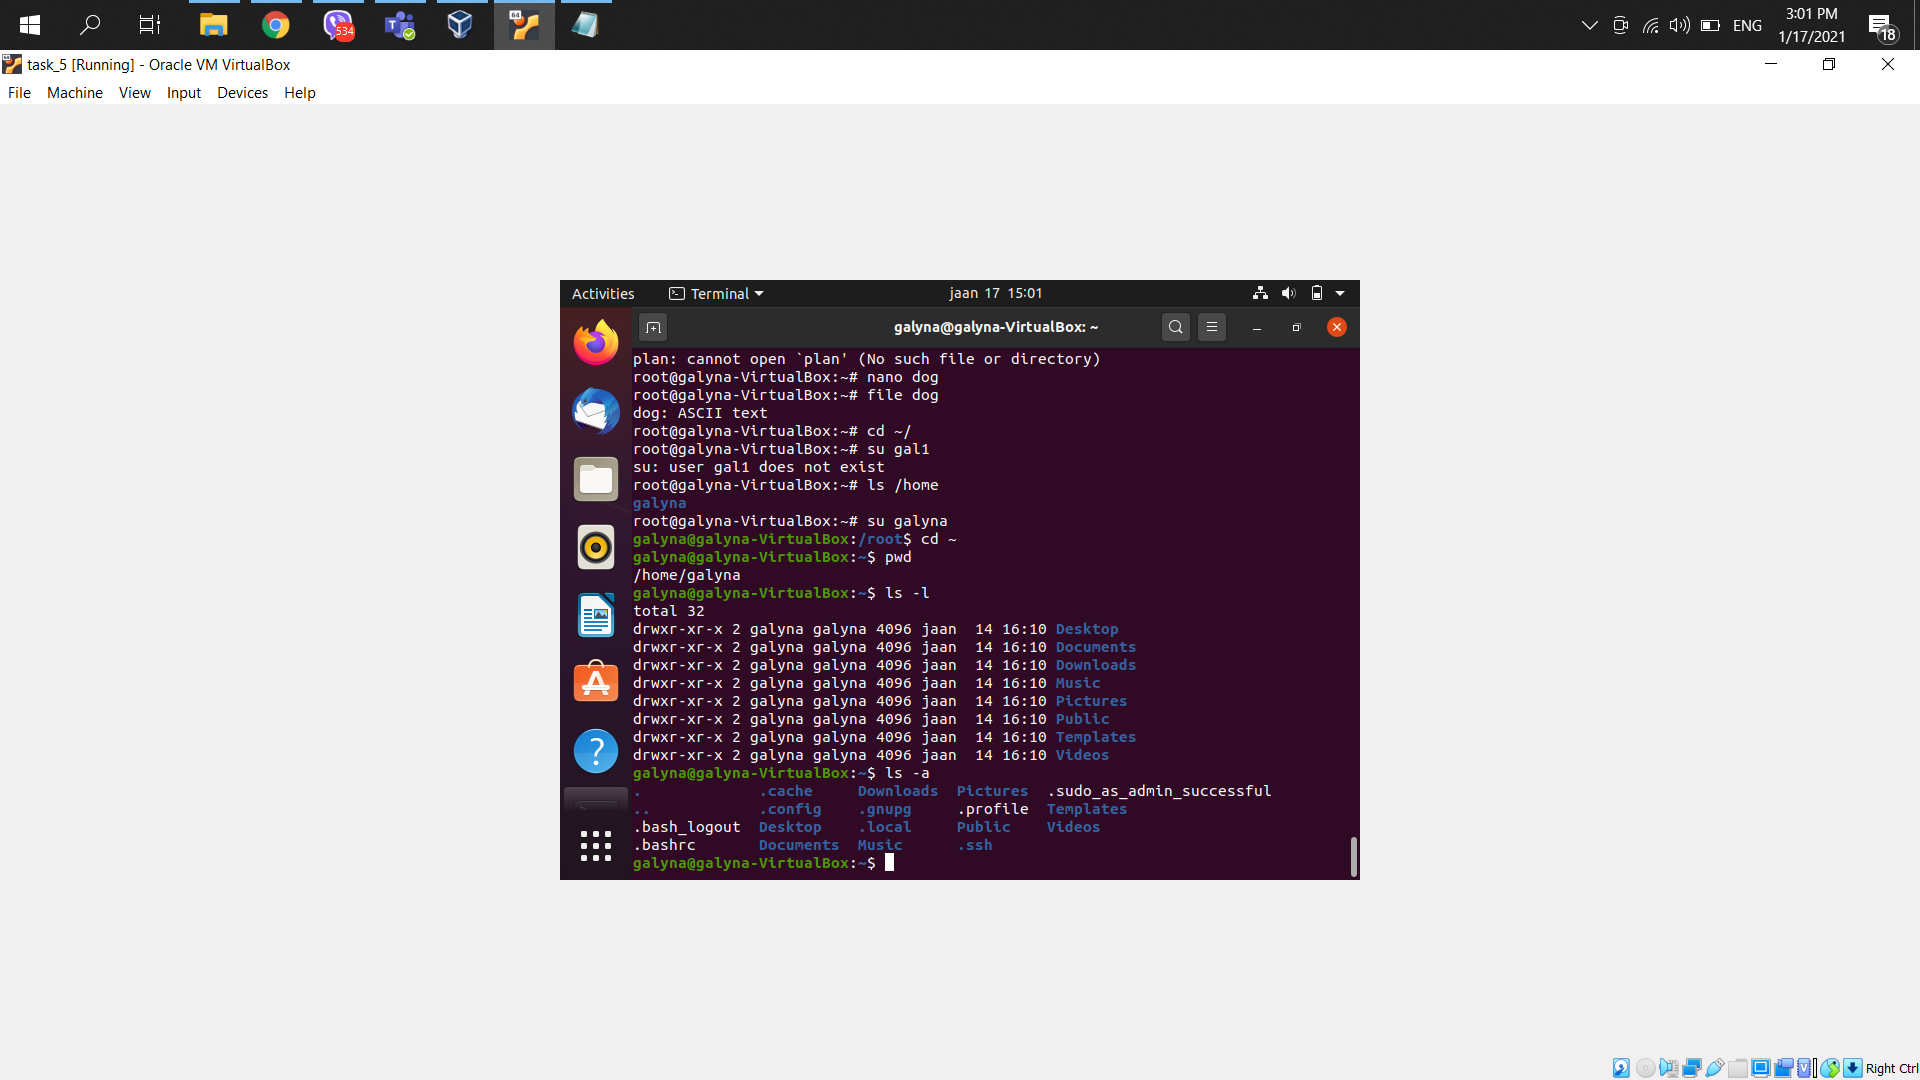 534
ENG
3:01 PM
1/17/2021
18
64
task_5 [Running] - Oracle VM VirtualBox
File Machine View Input Devices Help
Activities Terminal jaan 17 15:01
galyna@galyna-VirtualBox: ~
plan: cannot open `plan' (No such file or directory)
root@galyna-VirtualBox:~# nano dog
root@galyna-VirtualBox:~# file dog
dog: ASCII text
root@galyna-VirtualBox:~# cd ~/
root@galyna-VirtualBox:~# su gal1
su: user gal1 does not exist
root@galyna-VirtualBox:~# ls /home
galyna
root@galyna-VirtualBox:~# su galyna
galyna@galyna-VirtualBox:/root$ cd ~
galyna@galyna-VirtualBox:~$ pwd
/home/galyna
galyna@galyna-VirtualBox:~$ ls -l
total 32
drwxr-xr-x 2 galyna galyna 4096 jaan  14 16:10 Desktop
drwxr-xr-x 2 galyna galyna 4096 jaan  14 16:10 Documents
drwxr-xr-x 2 galyna galyna 4096 jaan  14 16:10 Downloads
drwxr-xr-x 2 galyna galyna 4096 jaan  14 16:10 Music
drwxr-xr-x 2 galyna galyna 4096 jaan  14 16:10 Pictures
drwxr-xr-x 2 galyna galyna 4096 jaan  14 16:10 Public
drwxr-xr-x 2 galyna galyna 4096 jaan  14 16:10 Templates
drwxr-xr-x 2 galyna galyna 4096 jaan  14 16:10 Videos
galyna@galyna-VirtualBox:~$ ls -a
.             .cache     Downloads  Pictures  .sudo_as_admin_successful
..            .config    .gnupg     .profile  Templates
.bash_logout  Desktop    .local     Public    Videos
.bashrc       Documents  Music      .ssh
galyna@galyna-VirtualBox:~$
Right Ctrl